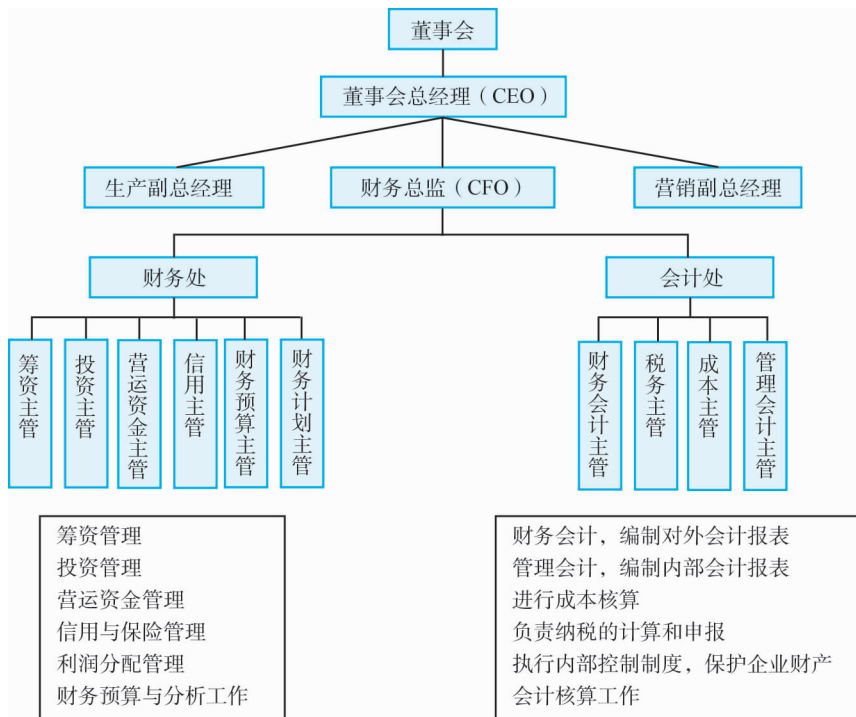 董事会
董事会总经理（CEO）
生产副总经理
财务总监（CFO）
营销副总经理
财务处
会计处
筹资主管
投资主管
营运资金主管
信用主管
财务预算主管
财务计划主管
财务会计主管
税务主管
成本主管
管理会计主管
筹资管理
投资管理
营运资金管理
信用与保险管理
利润分配管理
财务预算与分析工作
财务会计，编制对外会计报表
管理会计，编制内部会计报表
进行成本核算
负责纳税的计算和申报
执行内部控制制度，保护企业财产
会计核算工作